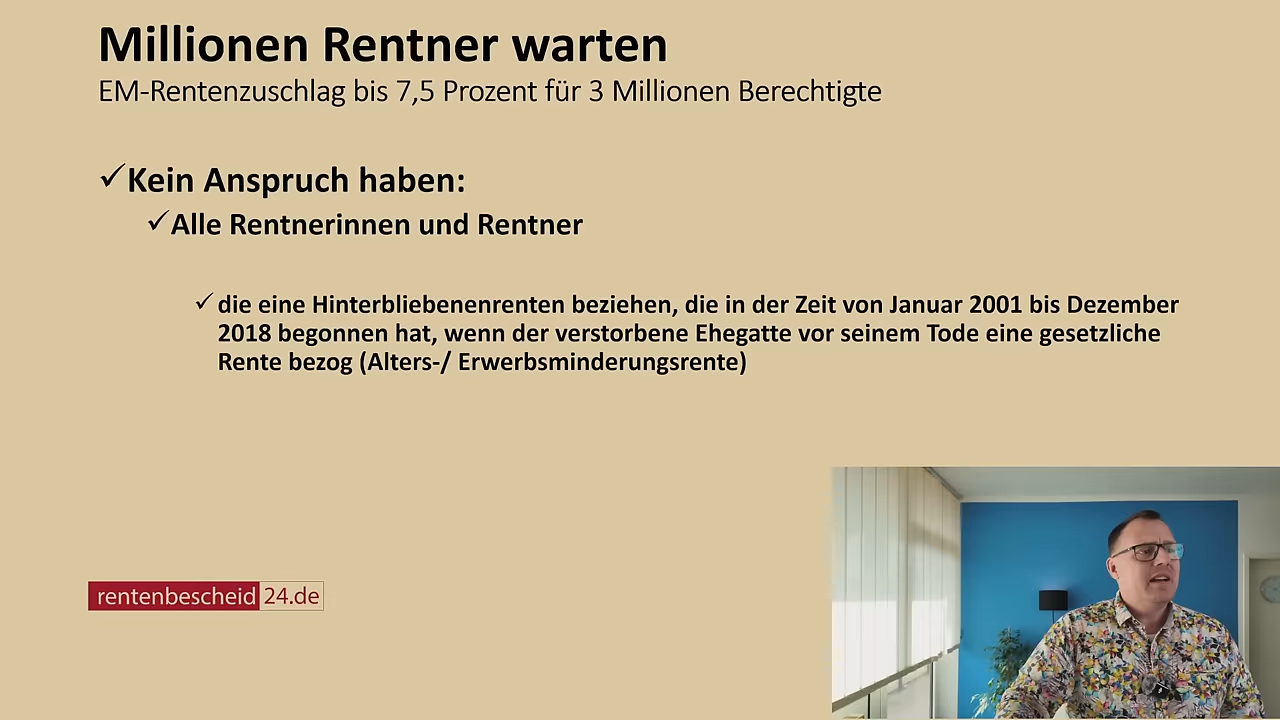 Millionen Rentner warten
EM-Rentenzuschlag bis 7,5 Prozent für 3 Millionen Berechtigte
✓Kein Anspruch haben:
✓Alle Rentnerinnen und Rentner
✓die eine Hinterbliebenenrenten beziehen, die in der Zeit von Januar 2001 bis Dezember
2018 begonnen hat, wenn der verstorbene Ehegatte vor seinem Tode eine gesetzliche
Rente bezog (Alters-/ Erwerbsminderungsrente)
rentenbescheid 24.de